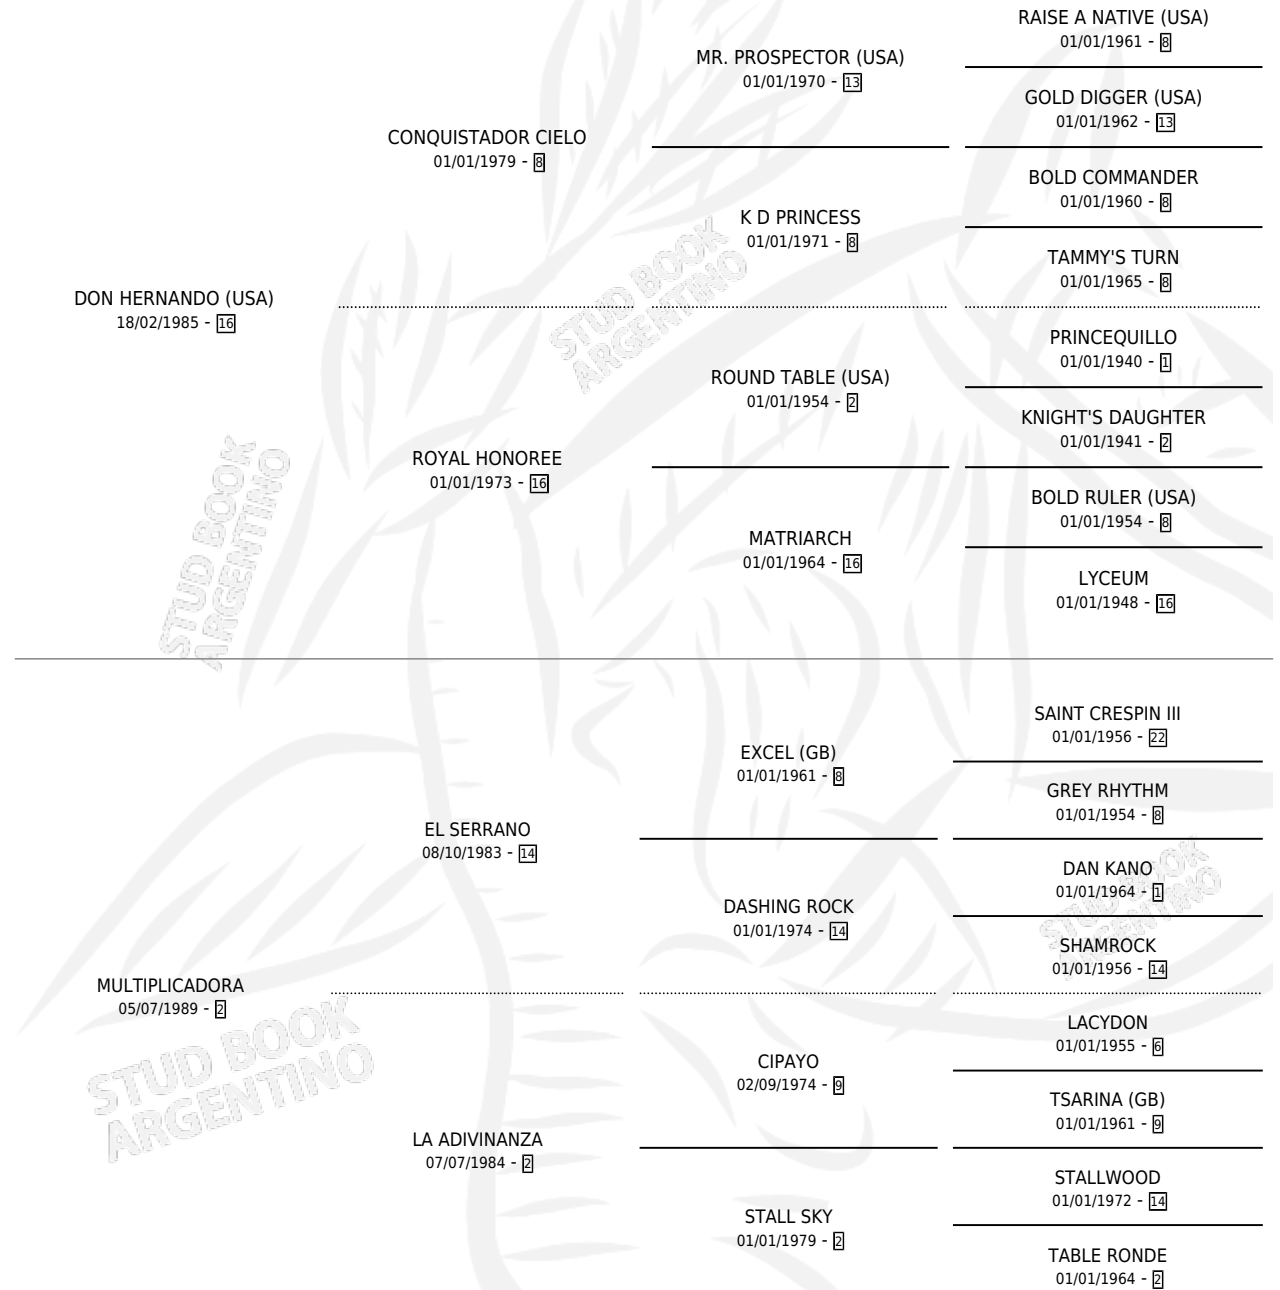 RAISE A NATIVE (USA)
01/01/1961 - 8
MR. PROSPECTOR (USA)
01/01/1970 - 13
GOLD DIGGER (USA)
01/01/1962 - 13
CONQUISTADOR CIELO
01/01/1979 - 8
BOLD COMMANDER
01/01/1960 - 8
K D PRINCESS
01/01/1971 - 8
TAMMY'S TURN
01/01/1965 - 8
DON HERNANDO (USA)
18/02/1985 - 16
PRINCEQUILLO
01/01/1940 - 1
ROUND TABLE (USA)
01/01/1954 - 2
KNIGHT'S DAUGHTER
01/01/1941 - 2
ROYAL HONOREE
01/01/1973 - 16
BOLD RULER (USA)
01/01/1954 - 8
MATRIARCH
01/01/1964 - 16
LYCEUM
01/01/1948 - 16
STUD BOOK
ARGENTINO
STUD BOOK
ARGENTINO
SAINT CRESPIN III
01/01/1956 - 22
EXCEL (GB)
01/01/1961 - 8
GREY RHYTHM
01/01/1954 - 8
EL SERRANO
08/10/1983 - 14
DAN KANO
01/01/1964 - 1
DASHING ROCK
01/01/1974 - 14
SHAMROCK
01/01/1956 - 14
MULTIPLICADORA
05/07/1989 - 2
LACYDON
01/01/1955 - 6
CIPAYO
02/09/1974 - 9
TSARINA (GB)
01/01/1961 - 9
LA ADIVINANZA
07/07/1984 - 2
STALLWOOD
01/01/1972 - 14
STALL SKY
01/01/1979 - 2
TABLE RONDE
01/01/1964 - 2
STUD BOOK
ARGENTINO
STUD BOOK
ARGENTINO